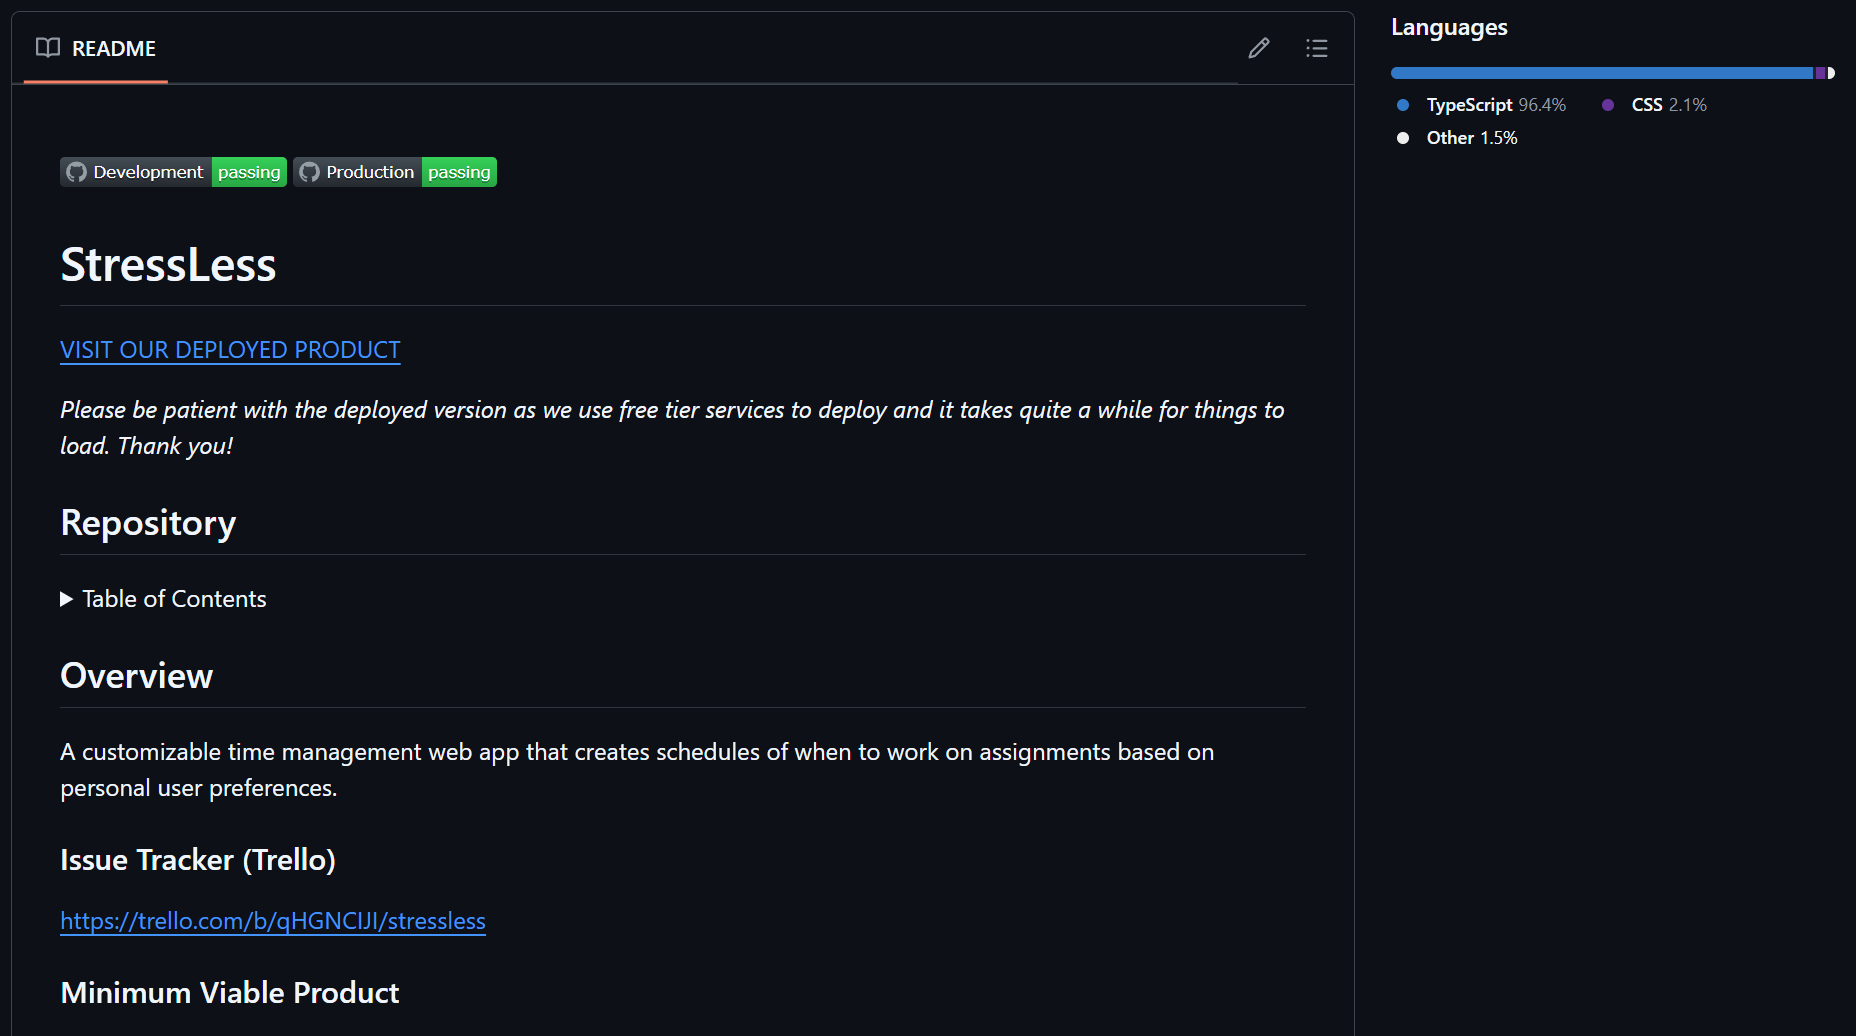 README
Development passing Production passing
StressLess
VISIT OUR DEPLOYED PRODUCT
Please be patient with the deployed version as we use free tier services to deploy and it takes quite a while for things to
load. Thank you!
Repository
Table of Contents
Overview
A customizable time management web app that creates schedules of when to work on assignments based on
personal user preferences.
Issue Tracker (Trello)
https://trello.com/b/qHGNCIJI/stressless
Minimum Viable Product
Languages
TypeScript 96.4% CSS 2.1%
Other 1.5%